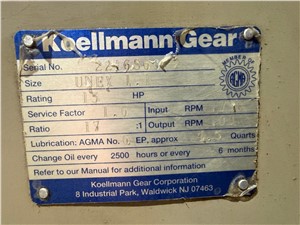 Koellmann Gear
Serial No.
Size
Rating 15 HP
Service Factor Input RPM
Ratio 17 :1 Output RPM
Lubrication: AGMA No. EP, approx Quarts
Change Oil every 2500 hours or every 6 months
Refer to our Manual for additional information
Koellmann Gear Corporation
8 Industrial Park, Waldwick NJ 07463